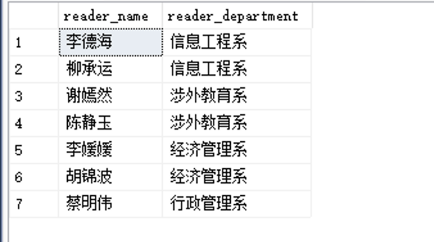 reader_name reader_department
1 李德海 信息工程系
2 柳承运 信息工程系
3 谢嫣然 涉外教育系
4 陈静玉 涉外教育系
5 李媛媛 经济管理系
6 胡锦波 经济管理系
7 蔡明伟 行政管理系